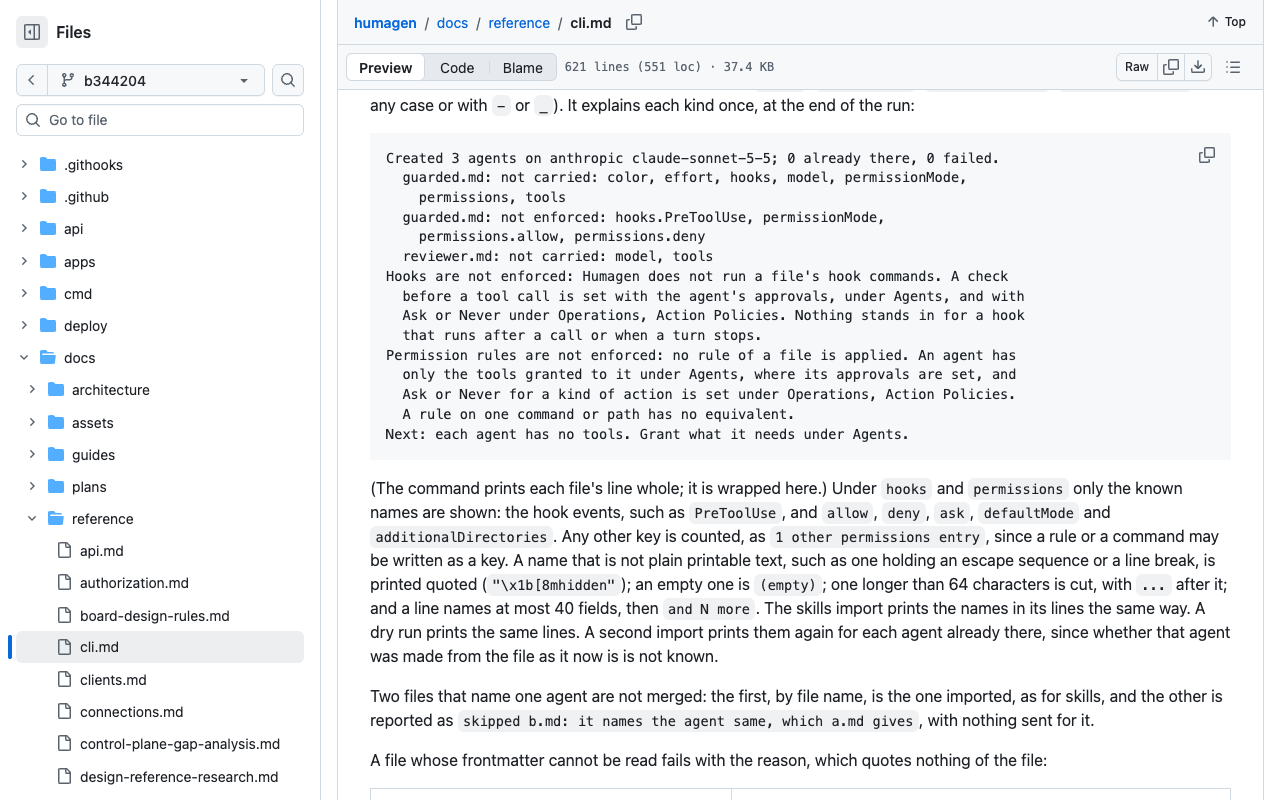 Files
humagen / docs / reference / cli.md
Top
b344204
Preview
Code
Blame
621 lines (551 loc) · 37.4 KB
Raw
Go to file
.githooks
.github
api
apps
cmd
deploy
docs
architecture
assets
guides
plans
reference
api.md
authorization.md
board-design-rules.md
cli.md
clients.md
connections.md
control-plane-gap-analysis.md
design-reference-research.md
any case or with - or _ ). It explains each kind once, at the end of the run:
Created 3 agents on anthropic claude-sonnet-5-5; 0 already there, 0 failed.
guarded.md: not carried: color, effort, hooks, model, permissionMode,
permissions, tools
guarded.md: not enforced: hooks.PreToolUse, permissionMode,
permissions.allow, permissions.deny
reviewer.md: not carried: model, tools
Hooks are not enforced: Humagen does not run a file's hook commands. A check
before a tool call is set with the agent's approvals, under Agents, and with
Ask or Never under Operations, Action Policies. Nothing stands in for a hook
that runs after a call or when a turn stops.
Permission rules are not enforced: no rule of a file is applied. An agent has
only the tools granted to it under Agents, where its approvals are set, and
Ask or Never for a kind of action is set under Operations, Action Policies.
A rule on one command or path has no equivalent.
Next: each agent has no tools. Grant what it needs under Agents.
(The command prints each file's line whole; it is wrapped here.) Under hooks and permissions only the known
names are shown: the hook events, such as PreToolUse , and allow , deny , ask , defaultMode and
additionalDirectories . Any other key is counted, as 1 other permissions entry , since a rule or a command may
be written as a key. A name that is not plain printable text, such as one holding an escape sequence or a line break, is
printed quoted ( "\x1b[8mhidden" ); an empty one is (empty) ; one longer than 64 characters is cut, with ... after it;
and a line names at most 40 fields, then and N more . The skills import prints the names in its lines the same way. A
dry run prints the same lines. A second import prints them again for each agent already there, since whether that agent
was made from the file as it now is is not known.
Two files that name one agent are not merged: the first, by file name, is the one imported, as for skills, and the other is
reported as skipped b.md: it names the agent same, which a.md gives , with nothing sent for it.
A file whose frontmatter cannot be read fails with the reason, which quotes nothing of the file: